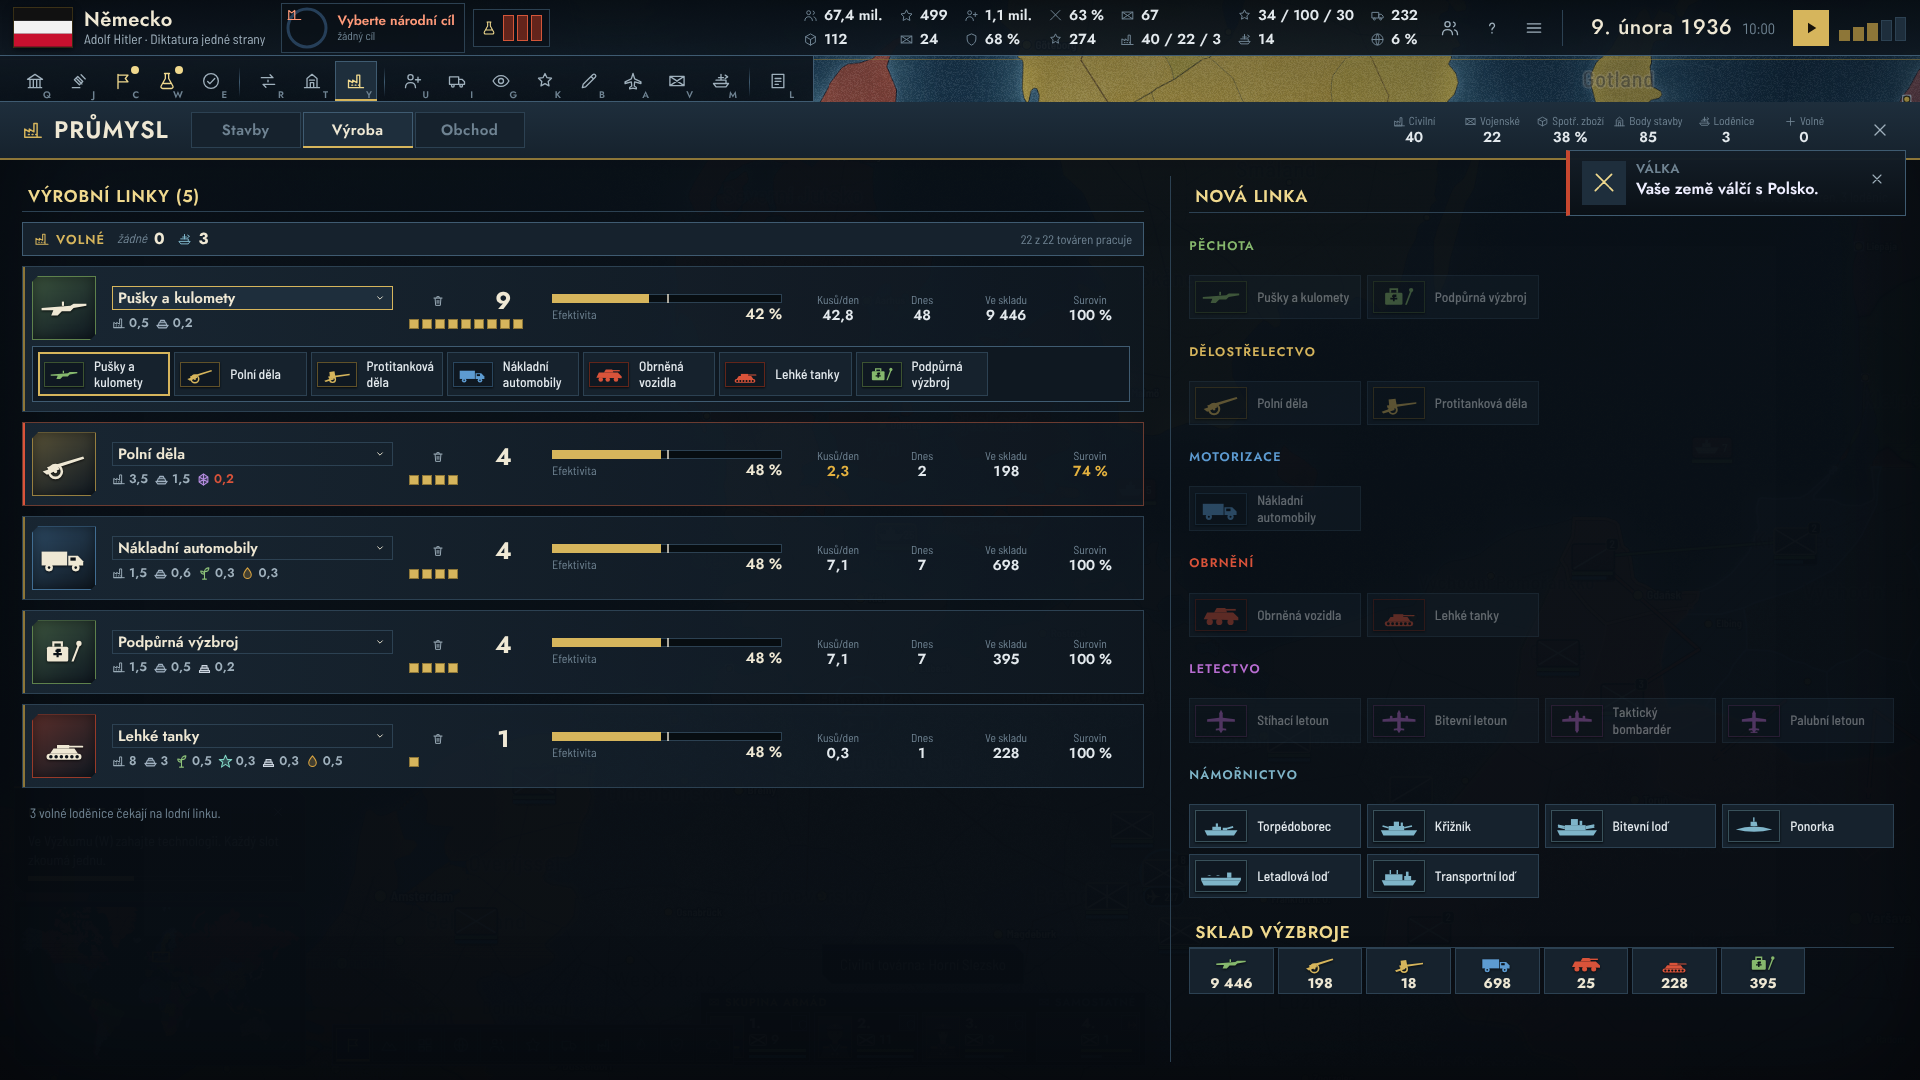 Německo
Adolf Hitler · Diktatura jedné strany
Vyberte národní cíl
žádný cíl
67,4 mil. 499 1,1 mil. 63 % 67 34 / 100 / 30 232
112 24 68 % 274 40 / 22 / 3 14 6 %
?
9. února 1936 10:00
Q J C W E R T Y U I G K B A V M L
Gotland
PRŮMYSL
Stavby
Výroba
Obchod
Civilní 40
Vojenské 22
Spotř. zboží 38 %
Body stavby 85
Loděnice 3
Volné 0
VÁLKA
Vaše země válčí s Polsko.
VÝROBNÍ LINKY (5)
VOLNÉ žádné 0 3
22 z 22 továren pracuje
Pušky a kulomety
0,5 0,2
9
Efektivita 42 %
Kusů/den 42,8
Dnes 48
Ve skladu 9 446
Surovin 100 %
Pušky a kulomety
Polní děla
Protitanková děla
Nákladní automobily
Obrněná vozidla
Lehké tanky
Podpůrná výzbroj
Polní děla
3,5 1,5 0,2
4
Efektivita 48 %
Kusů/den 2,3
Dnes 2
Ve skladu 198
Surovin 74 %
Nákladní automobily
1,5 0,6 0,3 0,3
4
Efektivita 48 %
Kusů/den 7,1
Dnes 7
Ve skladu 698
Surovin 100 %
Podpůrná výzbroj
1,5 0,5 0,2
4
Efektivita 48 %
Kusů/den 7,1
Dnes 7
Ve skladu 395
Surovin 100 %
Lehké tanky
8 3 0,5 0,3 0,3 0,5
1
Efektivita 48 %
Kusů/den 0,3
Dnes 1
Ve skladu 228
Surovin 100 %
3 volné loděnice čekají na lodní linku.
NOVÁ LINKA
PĚCHOTA
Pušky a kulomety
Podpůrná výzbroj
DĚLOSTŘELECTVO
Polní děla
Protitanková děla
MOTORIZACE
Nákladní automobily
OBRNĚNÍ
Obrněná vozidla
Lehké tanky
LETECTVO
Stíhací letoun
Bitevní letoun
Taktický bombardér
Palubní letoun
NÁMOŘNICTVO
Torpédoborec
Křižník
Bitevní loď
Ponorka
Letadlová loď
Transportní loď
SKLAD VÝZBROJE
9 446 198 18 698 25 228 395